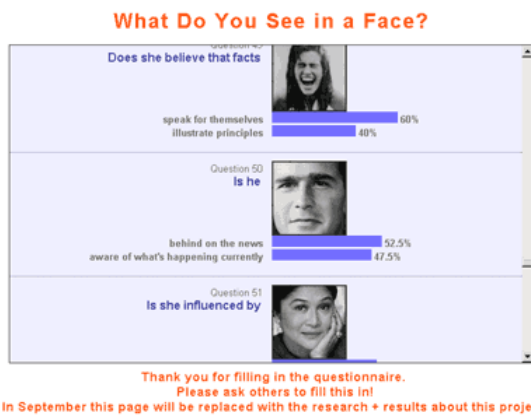 What Do You See in a Face?
Question 49
Does she believe that facts
speak for themselves 60%
illustrate principles 40%
Question 50
Is he
behind on the news 52.5%
aware of what's happening currently 47.5%
Question 51
Is she influenced by
Thank you for filling in the questionnaire.
Please ask others to fill this in!
In September this page will be replaced with the research + results about this proj